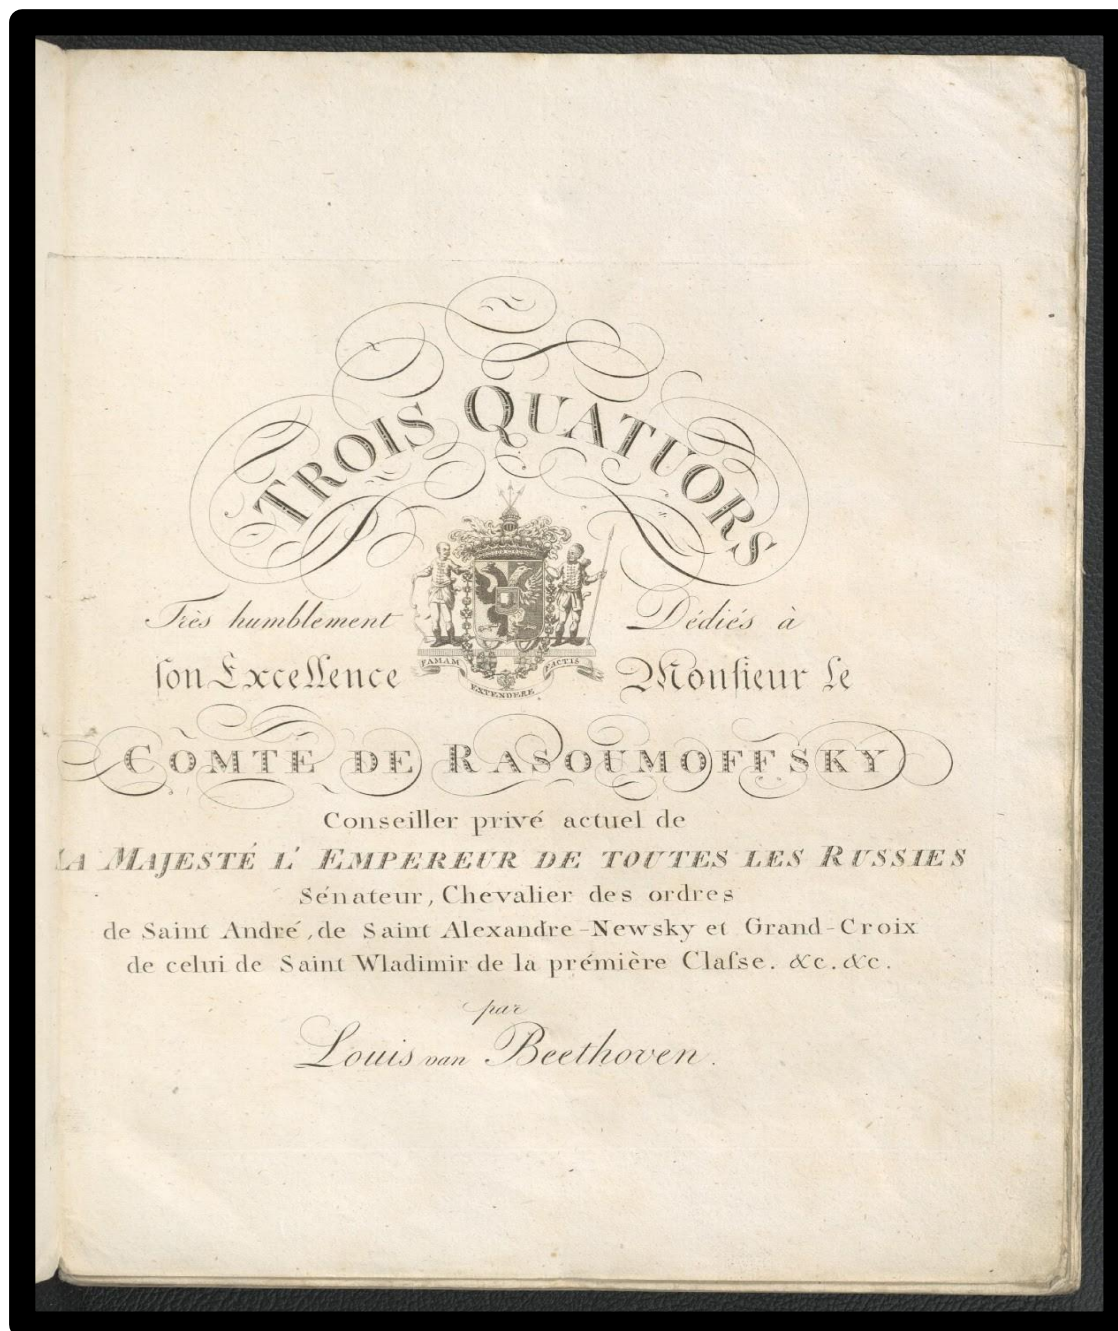 TROIS QUATUORS
Très humblement Dédiés à
son Excellence Monsieur le
FAMAM EXTENDERE FACTIS
COMTE DE RASOUMOFFSKY
Conseiller privé actuel de
SA MAJESTÉ L' EMPEREUR DE TOUTES LES RUSSIES
Sénateur, Chevalier des ordres
de Saint André, de Saint Alexandre-Newsky et Grand-Croix
de celui de Saint Wladimir de la prémière Claſse. &c. &c.
par
Louis van Beethoven.